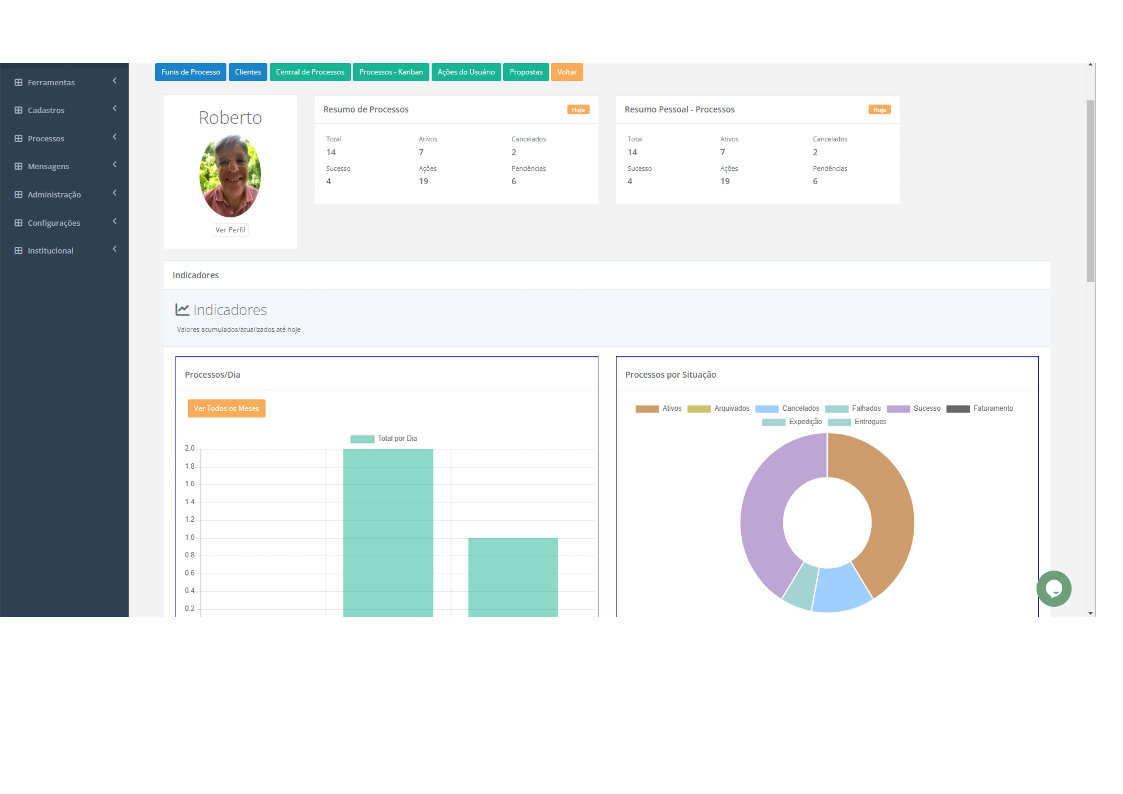 Funis de Processo Clientes Central de Processos Processos - Kanban Ações do Usuário Propostas Voltar
Ferramentas
Cadastros
Processos
Mensagens
Administração
Configurações
Institucional
Roberto
Ver Perfil
Resumo de Processos Hoje
Total Ativos Cancelados
14 7 2
Sucesso Ações Pendências
4 19 6
Resumo Pessoal - Processos Hoje
Total Ativos Cancelados
14 7 2
Sucesso Ações Pendências
4 19 6
Indicadores
Indicadores
Valores acumulados/atualizados até hoje
Processos/Dia
Ver Todos os Meses
Total por Dia
2.0
1.8
1.6
1.4
1.2
1.0
0.8
0.6
0.4
0.2
Processos por Situação
Ativos Arquivados Cancelados Falhados Sucesso Faturamento
Expedição Entregues